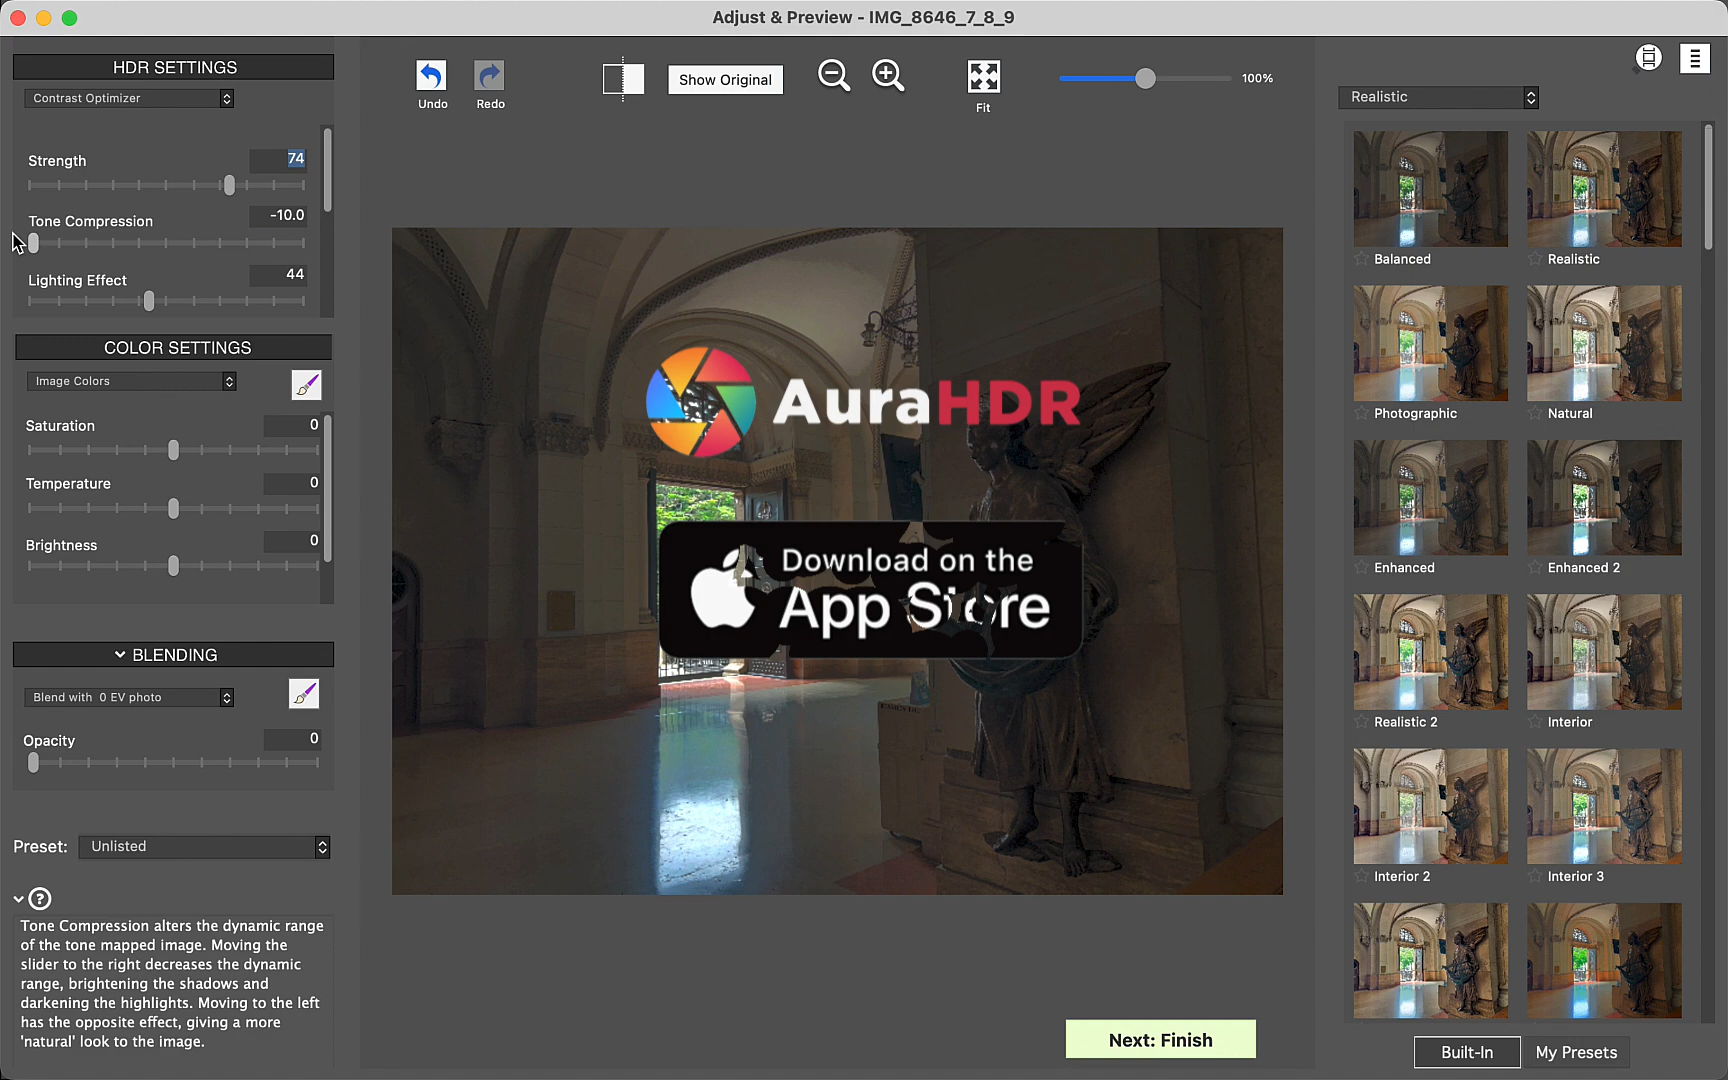 Adjust & Preview - IMG_8646_7_8_9
HDR SETTINGS
Contrast Optimizer
Strength 74
Tone Compression -10.0
Lighting Effect 44
COLOR SETTINGS
Image Colors
Saturation 0
Temperature 0
Brightness 0
BLENDING
Blend with 0 EV photo
Opacity 0
Preset: Unlisted
?
Tone Compression alters the dynamic range
of the tone mapped image. Moving the
slider to the right decreases the dynamic
range, brightening the shadows and
darkening the highlights. Moving to the left
has the opposite effect, giving a more
'natural' look to the image.
Undo Redo
Show Original
Fit
100%
AuraHDR
Download on the
App Store
Next: Finish
Realistic
Balanced Realistic
Photographic Natural
Enhanced Enhanced 2
Realistic 2 Interior
Interior 2 Interior 3
Built-In My Presets